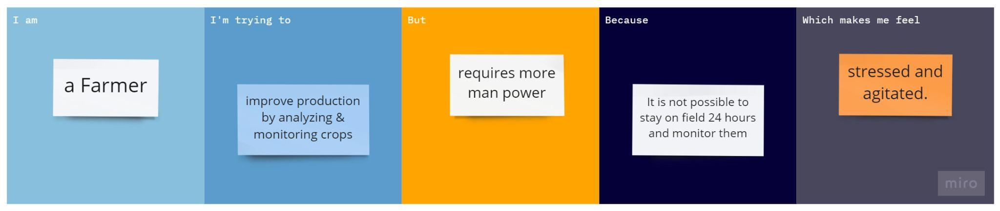 I am
a Farmer
I'm trying to
improve production
by analyzing &
monitoring crops
But
requires more
man power
Because
It is not possible to
stay on field 24 hours
and monitor them
Which makes me feel
stressed and
agitated.
miro